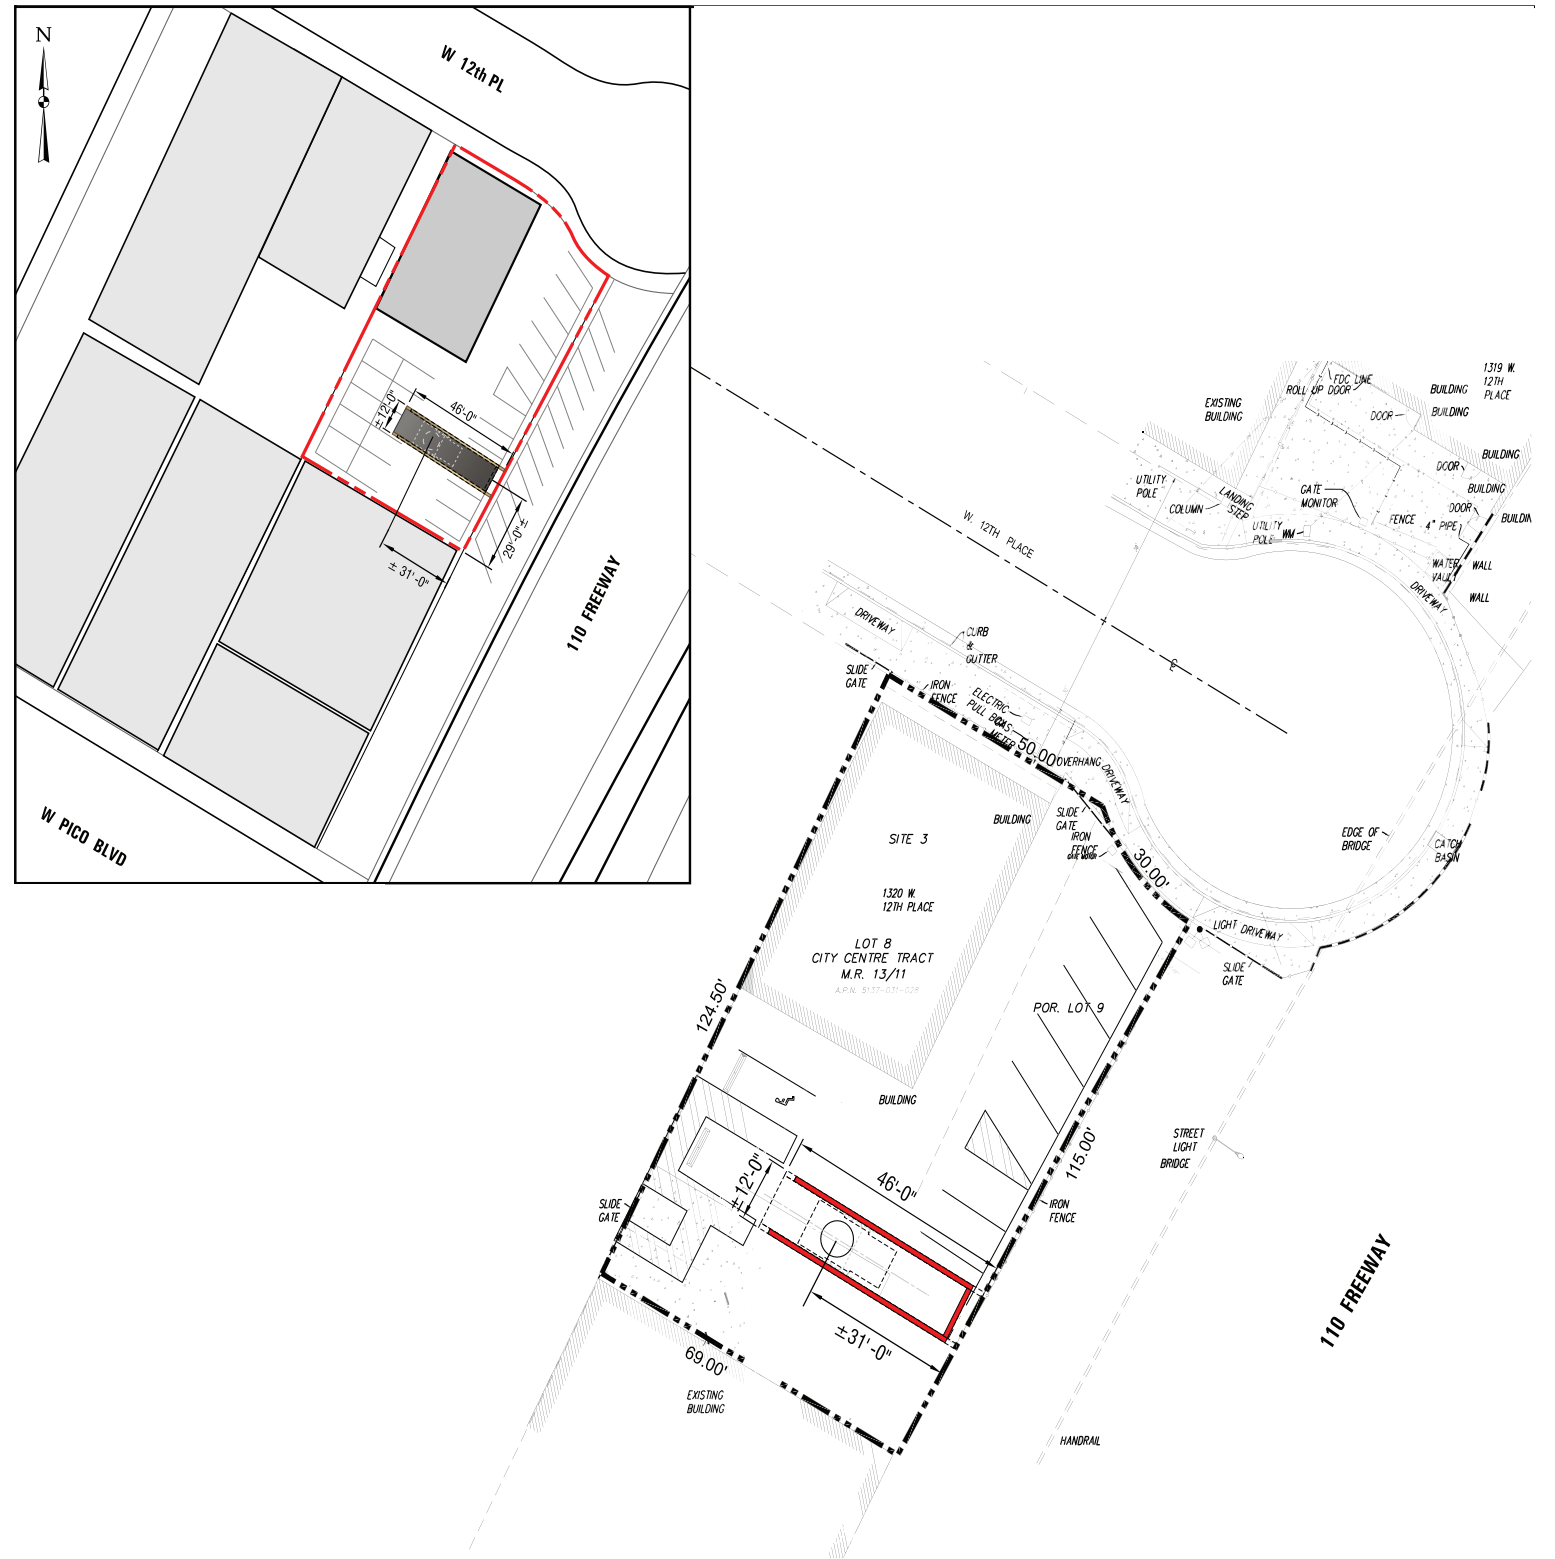 N
W 12th PL
±12'-0"
46'-0"
29'-0"±
± 31'-0"
110 FREEWAY
W PICO BLVD
1319 W.
12TH
PLACE
FDC LINE
ROLL UP DOOR
BUILDING
EXISTING
BUILDING
DOOR
BUILDING
BUILDING
DOOR
BUILDING
UTILITY
POLE
LANDING
STEP
GATE
MONITOR
COLUMN
DOOR
FENCE
4" PIPE
UTILITY
POLE
WM
W. 12TH PLACE
WATER
VAULT
WALL
WALL
DRIVEWAY
DRIVEWAY
CURB
&
GUTTER
SLIDE
GATE
IRON
FENCE
ELECTRIC
PULL BOX
GAS
METER
50.00'
OVERHANG
DRIVEWAY
BUILDING
SLIDE
GATE
IRON
FENCE
GATE MOTOR
30.00'
EDGE OF
BRIDGE
CATCH
BASIN
SITE 3
1320 W.
12TH PLACE
LOT 8
CITY CENTRE TRACT
M.R. 13/11
A.P.N. 5137-031-028
LIGHT DRIVEWAY
SLIDE
GATE
124.50'
POR. LOT 9
BUILDING
115.00'
STREET
LIGHT
BRIDGE
±12'-0"
46'-0"
SLIDE
GATE
IRON
FENCE
±31'-0"
69.00'
EXISTING
BUILDING
110 FREEWAY
HANDRAIL